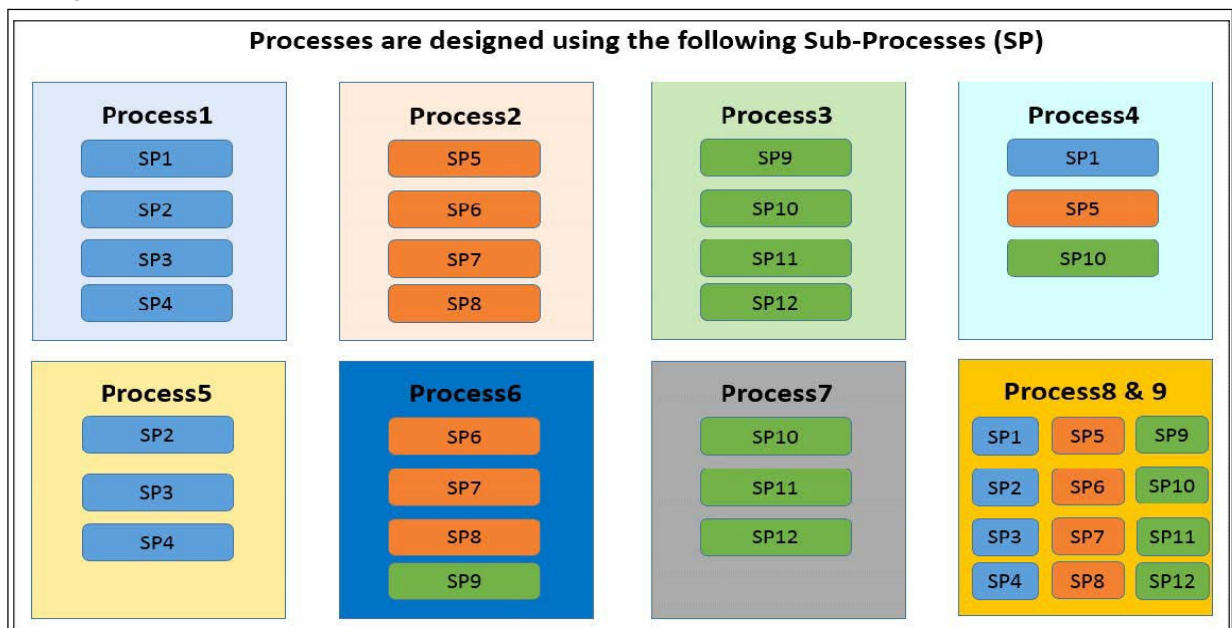 Processes are designed using the following Sub-Processes (SP)
Process1
SP1
SP2
SP3
SP4
Process2
SP5
SP6
SP7
SP8
Process3
SP9
SP10
SP11
SP12
Process4
SP1
SP5
SP10
Process5
SP2
SP3
SP4
Process6
SP6
SP7
SP8
SP9
Process7
SP10
SP11
SP12
Process8 & 9
SP1 SP5 SP9
SP2 SP6 SP10
SP3 SP7 SP11
SP4 SP8 SP12